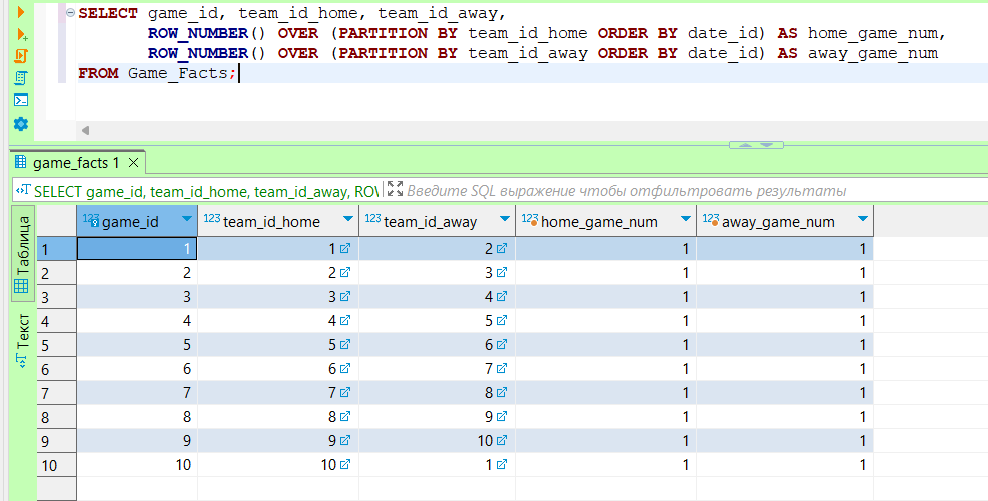 SELECT game_id, team_id_home, team_id_away,
ROW_NUMBER() OVER (PARTITION BY team_id_home ORDER BY date_id) AS home_game_num,
ROW_NUMBER() OVER (PARTITION BY team_id_away ORDER BY date_id) AS away_game_num
FROM Game_Facts;
game_facts 1
SELECT game_id, team_id_home, team_id_away, ROW Введите SQL выражение чтобы отфильтровать результаты
Таблица
Текст
123 game_id 123 team_id_home 123 team_id_away 123 home_game_num 123 away_game_num
1 1 1 2 1 1
2 2 2 3 1 1
3 3 3 4 1 1
4 4 4 5 1 1
5 5 5 6 1 1
6 6 6 7 1 1
7 7 7 8 1 1
8 8 8 9 1 1
9 9 9 10 1 1
10 10 10 1 1 1